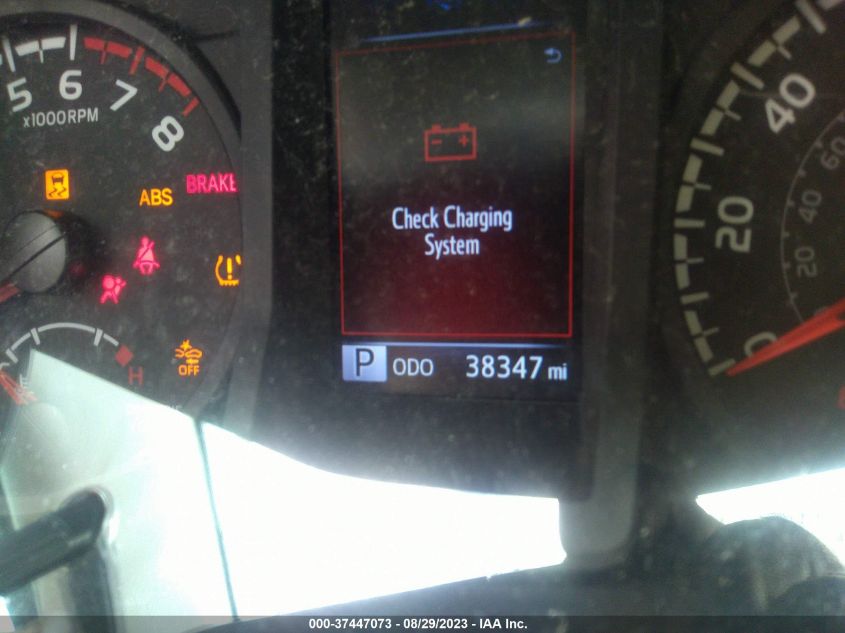 5 6 7 8
x1000RPM
ABS
BRAKE
OFF
H
Check Charging
System
P ODO 38347 mi
0 20 40
20 40 60
000-37447073 - 08/29/2023 - IAA Inc.